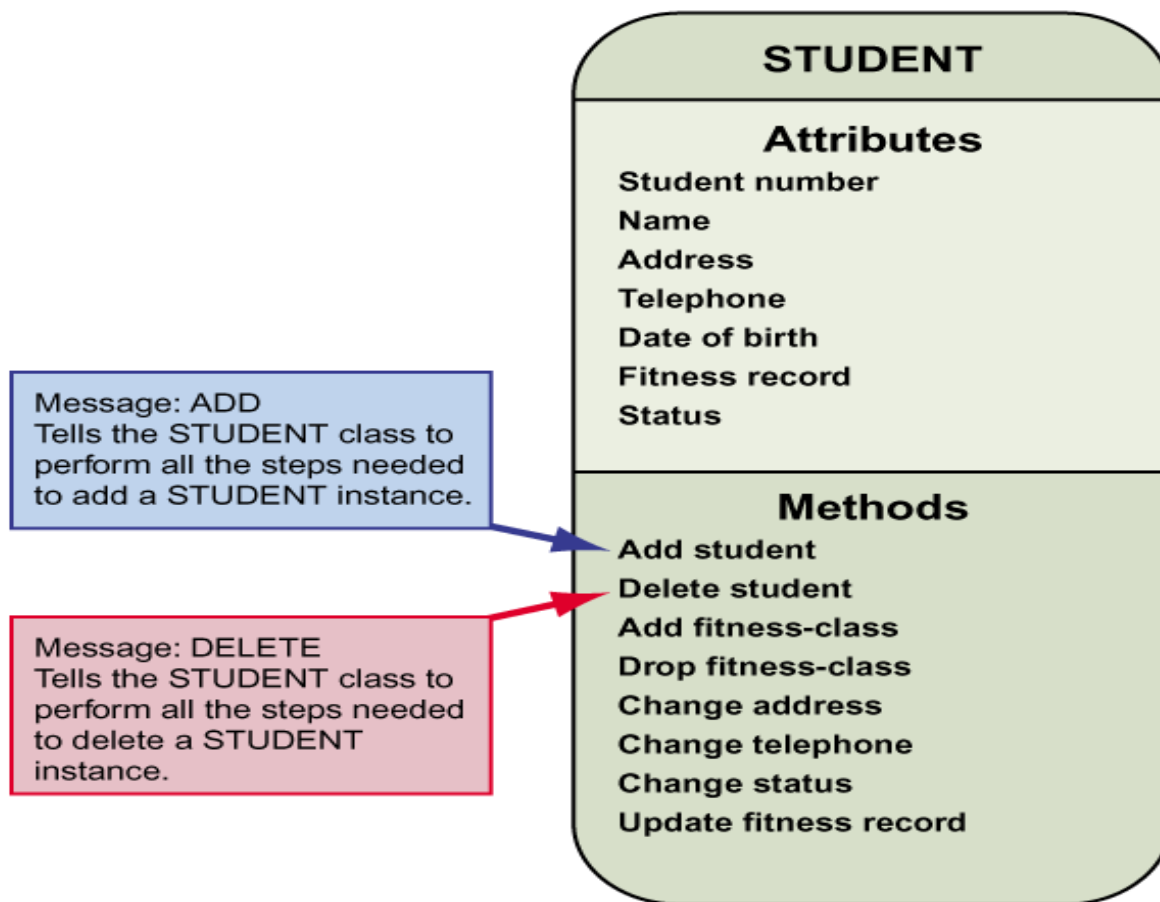 STUDENT
Attributes
Student number
Name
Address
Telephone
Date of birth
Fitness record
Status
Message: ADD
Tells the STUDENT class to
perform all the steps needed
to add a STUDENT instance.
Methods
Add student
Delete student
Add fitness-class
Drop fitness-class
Change address
Change telephone
Change status
Update fitness record
Message: DELETE
Tells the STUDENT class to
perform all the steps needed
to delete a STUDENT
instance.